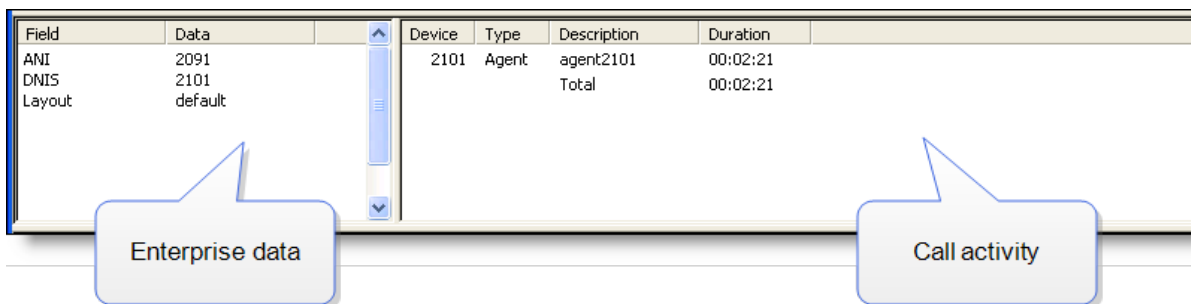 Field Data Device Type Description Duration
ANI 2091 2101 Agent agent2101 00:02:21
DNIS 2101 Total 00:02:21
Layout default
Enterprise data Call activity